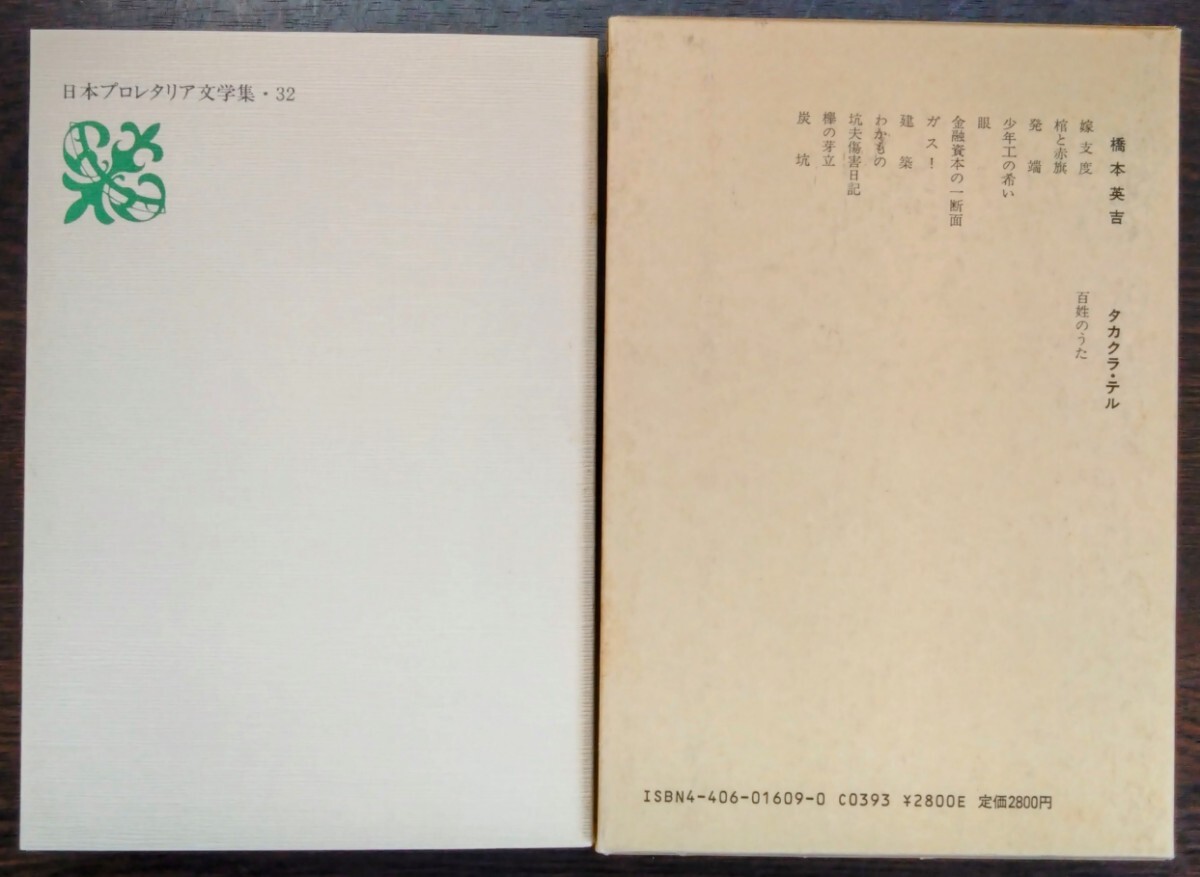 日本プロレタリア文学集・32
橋本英吉
嫁支度
棺と赤旗
発端
少年工の希い
眼
金融資本の一断面
ガス！
建築
わかもの
坑夫傷害日記
欅の芽立
炭坑
タカクラ・テル
百姓のうた
ISBN4-406-01609-0 C0393 ¥2800E 定価2800円